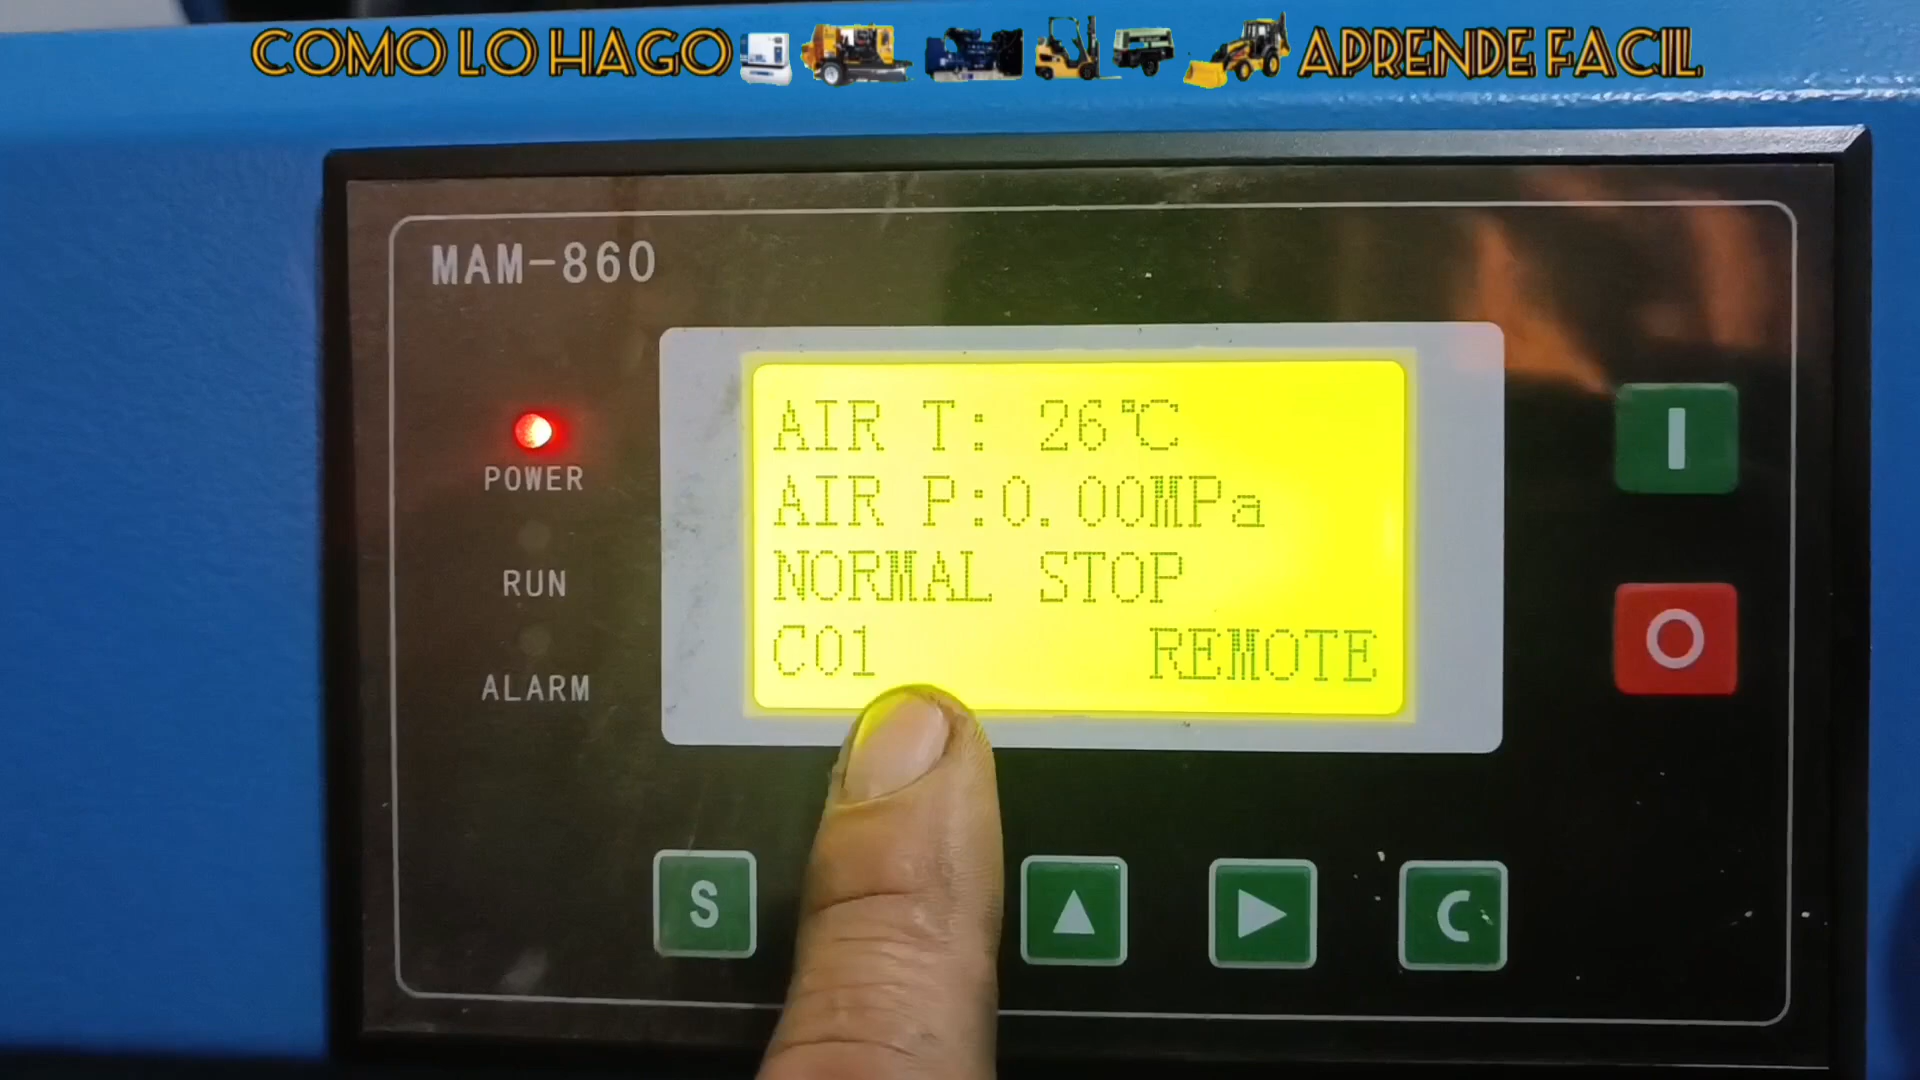 COMO LO HAGO APRENDE FACIL
MAM-860
AIR T: 26℃
AIR P:0.00MPa
NORMAL STOP
C01 REMOTE
POWER
RUN
ALARM
S
C